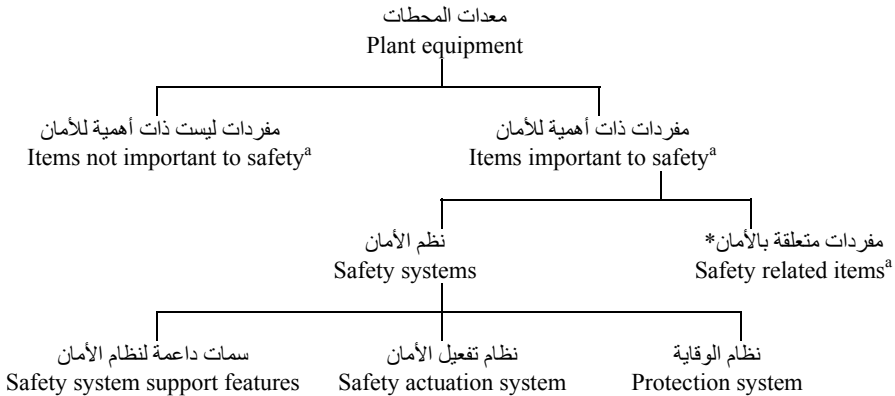 معدات المحطات
Plant equipment
مفردات ليست ذات أهمية للأمان
Items not important to safetyᵃ
مفردات ذات أهمية للأمان
Items important to safetyᵃ
نظم الأمان
Safety systems
مفردات متعلقة بالأمان*
Safety related itemsᵃ
سمات داعمة لنظام الأمان
Safety system support features
نظام تفعيل الأمان
Safety actuation system
نظام الوقاية
Protection system